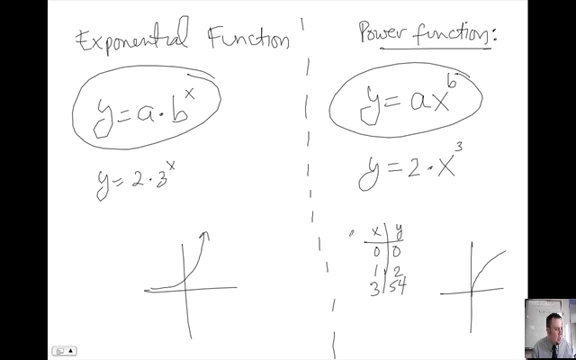 Exponential Function
y = a · b^x
y = 2 · 3^x
Power function:
y = ax^b
y = 2 · x^3
x | y
0 | 0
1 | 2
3 | 54